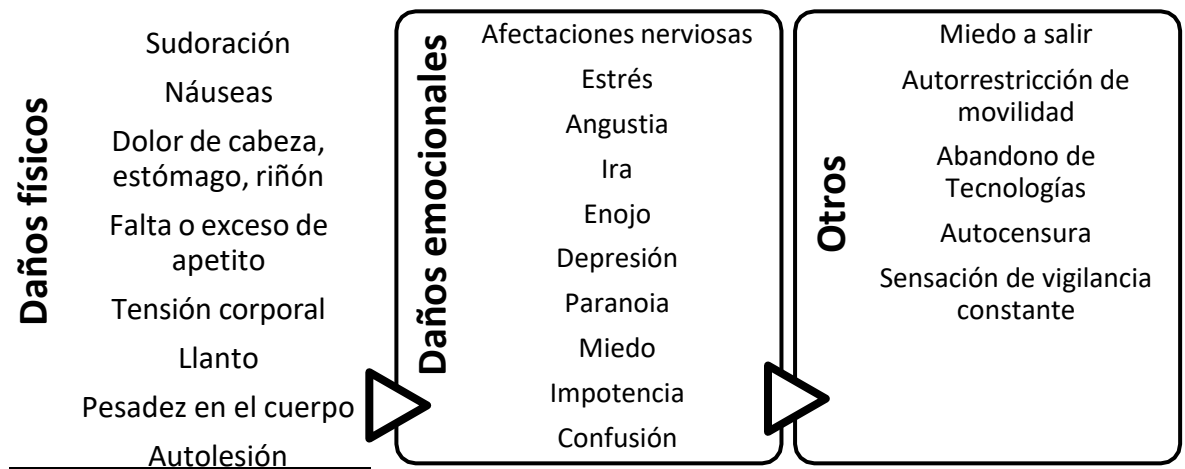 Daños físicos
Sudoración
Náuseas
Dolor de cabeza,
estómago, riñón
Falta o exceso de
apetito
Tensión corporal
Llanto
Pesadez en el cuerpo
Autolesión
Daños emocionales
Afectaciones nerviosas
Estrés
Angustia
Ira
Enojo
Depresión
Paranoia
Miedo
Impotencia
Confusión
Otros
Miedo a salir
Autorrestricción de
movilidad
Abandono de
Tecnologías
Autocensura
Sensación de vigilancia
constante